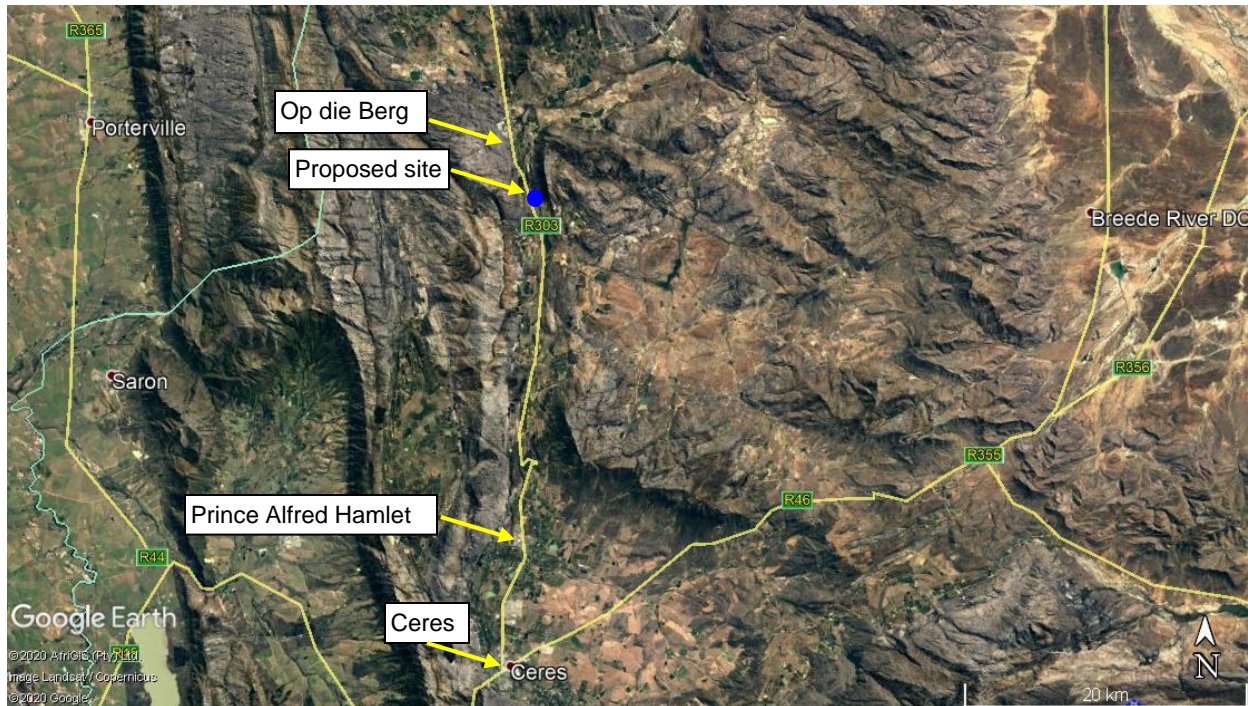 R365
Op die Berg
Porterville
Proposed site
Breede River DC
R303
R356
Saron
R355
R46
Prince Alfred Hamlet
R44
Google Earth
Ceres
© 2020 AfriGIS (Pty) Ltd.
Image Landsat / Copernicus
© 2020 Google
Ceres
N
20 km